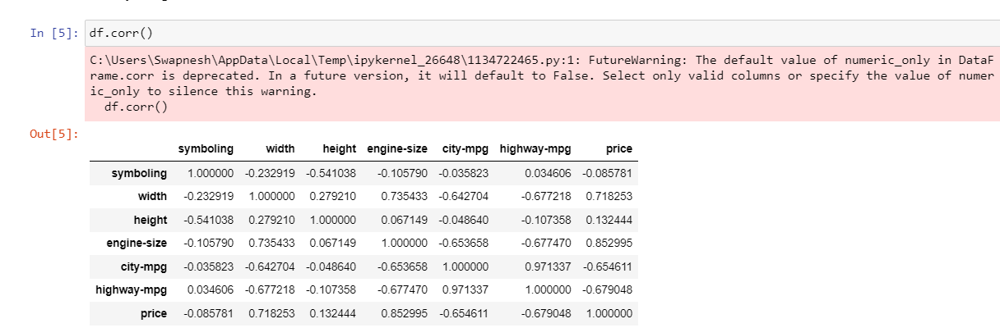 In [5]: df.corr()
C:\Users\Swapnesh\AppData\Local\Temp\ipykernel_26648\1134722465.py:1: FutureWarning: The default value of numeric_only in DataF
rame.corr is deprecated. In a future version, it will default to False. Select only valid columns or specify the value of numer
ic_only to silence this warning.
df.corr()
Out[5]:
symboling width height engine-size city-mpg highway-mpg price
symboling 1.000000 -0.232919 -0.541038 -0.105790 -0.035823 0.034606 -0.085781
width -0.232919 1.000000 0.279210 0.735433 -0.642704 -0.677218 0.718253
height -0.541038 0.279210 1.000000 0.067149 -0.048640 -0.107358 0.132444
engine-size -0.105790 0.735433 0.067149 1.000000 -0.653658 -0.677470 0.852995
city-mpg -0.035823 -0.642704 -0.048640 -0.653658 1.000000 0.971337 -0.654611
highway-mpg 0.034606 -0.677218 -0.107358 -0.677470 0.971337 1.000000 -0.679048
price -0.085781 0.718253 0.132444 0.852995 -0.654611 -0.679048 1.000000